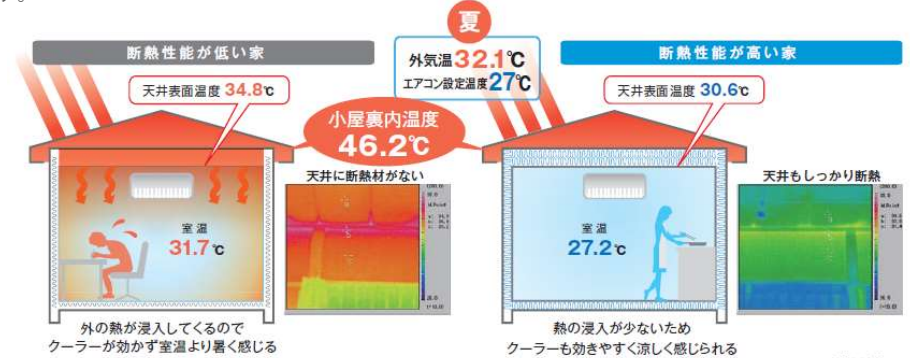 す。
夏
断熱性能が低い家
外気温32.1℃
エアコン設定温度27℃
断熱性能が高い家
天井表面温度 34.8℃
天井表面温度 30.6℃
小屋裏内温度
46.2℃
天井に断熱材がない
天井もしっかり断熱
室温
31.7℃
室温
27.2℃
外の熱が浸入してくるので
クーラーが効かず室温より暑く感じる
熱の浸入が少ないため
クーラーも効きやすく涼しく感じられる